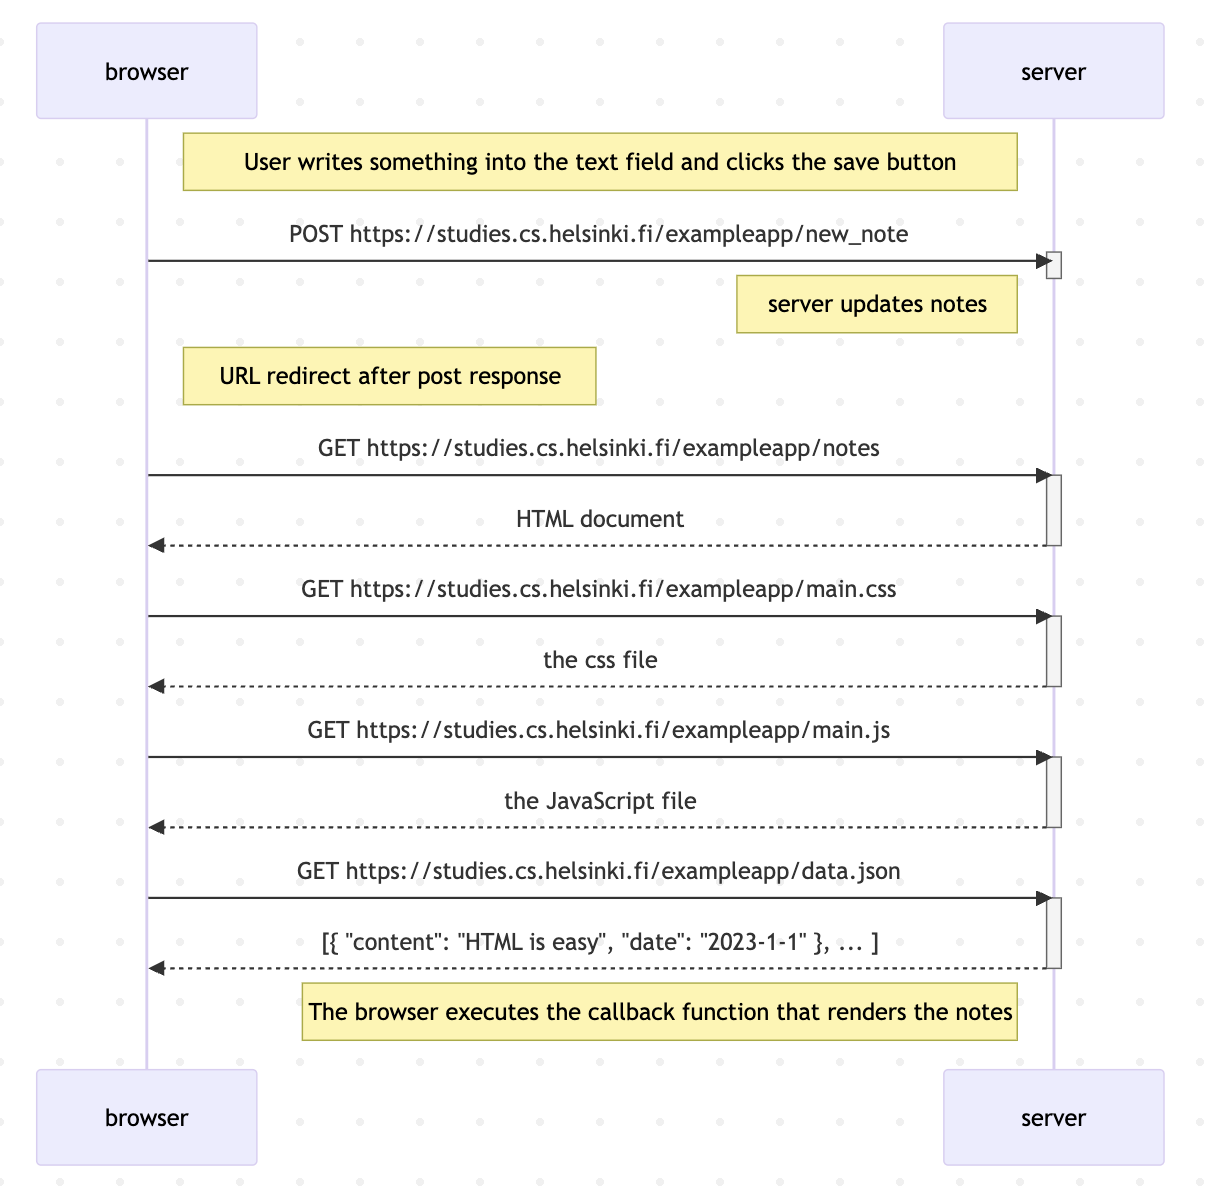 browser
server
User writes something into the text field and clicks the save button
POST https://studies.cs.helsinki.fi/exampleapp/new_note
server updates notes
URL redirect after post response
GET https://studies.cs.helsinki.fi/exampleapp/notes
HTML document
GET https://studies.cs.helsinki.fi/exampleapp/main.css
the css file
GET https://studies.cs.helsinki.fi/exampleapp/main.js
the JavaScript file
GET https://studies.cs.helsinki.fi/exampleapp/data.json
[{ "content": "HTML is easy", "date": "2023-1-1" }, ... ]
The browser executes the callback function that renders the notes
browser
server